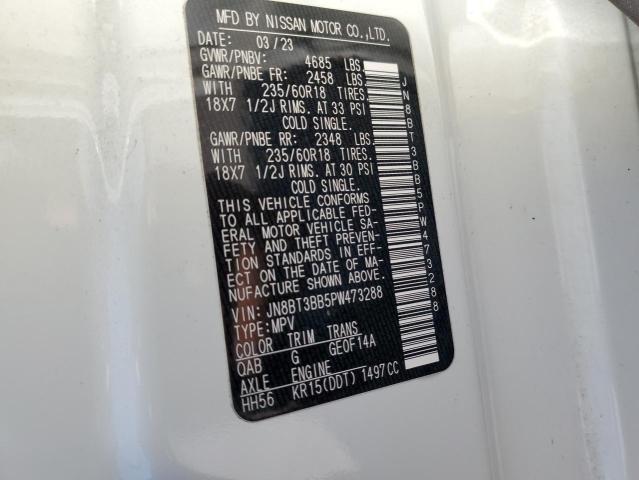 MFD BY NISSAN MOTOR CO.,LTD.
DATE: 03/23
GVWR/PNBV: 4685 LBS.
GAWR/PNBE FR: 2458 LBS.
WITH 235/60R18 TIRES.
18X7 1/2J RIMS. AT 33 PSI
COLD SINGLE.
GAWR/PNBE RR: 2348 LBS.
WITH 235/60R18 TIRES.
18X7 1/2J RIMS. AT 30 PSI
COLD SINGLE.
THIS VEHICLE CONFORMS
TO ALL APPLICABLE FED-
ERAL MOTOR VEHICLE SA-
FETY AND THEFT PREVEN-
TION STANDARDS IN EFF-
ECT ON THE DATE OF MA-
NUFACTURE SHOWN ABOVE.
VIN: JN8BT3BB5PW473288
TYPE: MPV
COLOR TRIM TRANS
QAB G GE0F14A
AXLE ENGINE
HH56 KR15(DDT) 1497CC
JN8BT3BB5PW473288